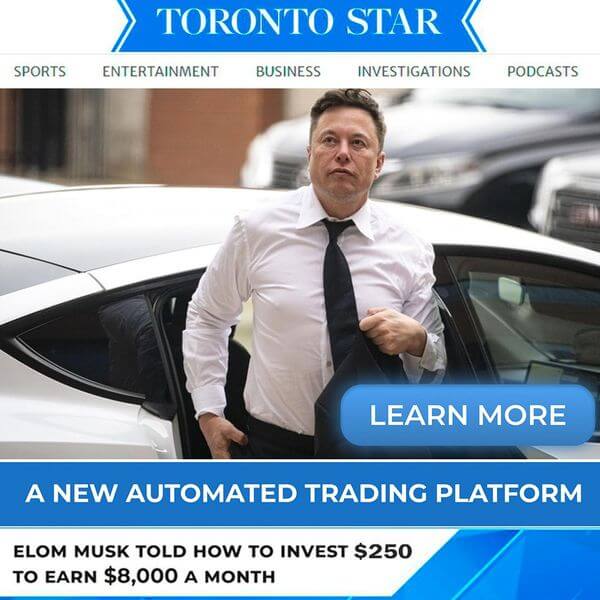 TORONTO STAR
SPORTS ENTERTAINMENT BUSINESS INVESTIGATIONS PODCASTS
LEARN MORE
A NEW AUTOMATED TRADING PLATFORM
ELOM MUSK TOLD HOW TO INVEST $250
TO EARN $8,000 A MONTH